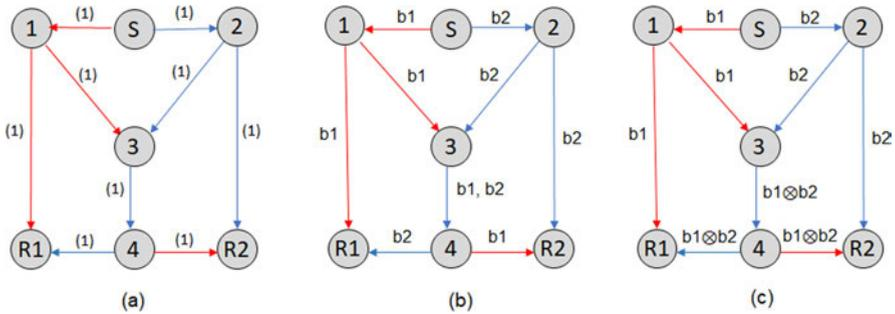 1 (1) S (1) 2
(1) (1)
(1) (1)
3
(1)
R1 (1) 4 (1) R2
(a)
1 b1 S b2 2
b1 b2
b1 b2
3
b1, b2
R1 b2 4 b1 R2
(b)
1 b1 S b2 2
b1 b2
b1 b2
3
b1⊗b2
R1 b1⊗b2 4 b1⊗b2 R2
(c)